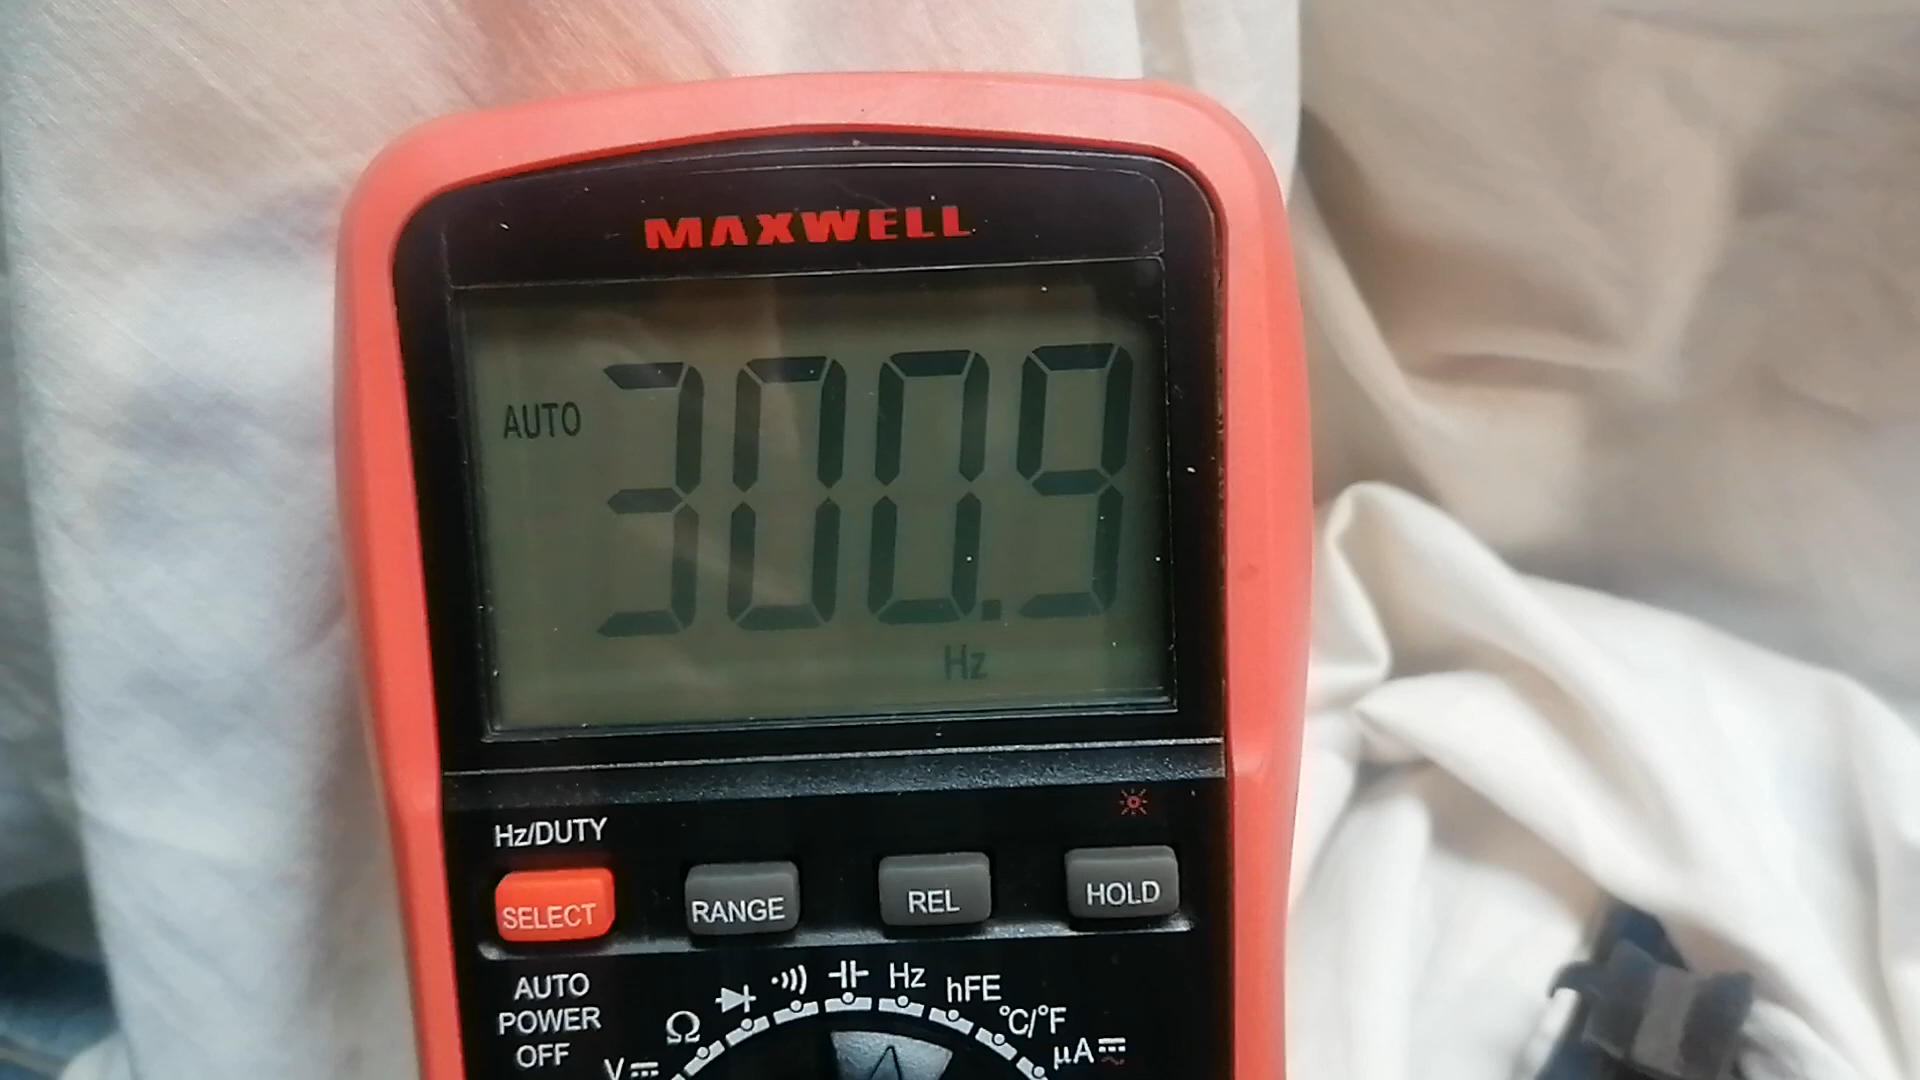 MAXWELL
AUTO
300.9
Hz
Hz/DUTY
SELECT
RANGE
REL
HOLD
AUTO
POWER
OFF
V
Ω
Hz
hFE
°C/°F
µA